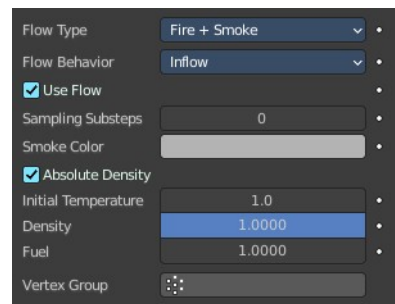 Flow Type Fire + Smoke
Flow Behavior Inflow
Use Flow
Sampling Substeps 0
Smoke Color
Absolute Density
Initial Temperature 1.0
Density 1.0000
Fuel 1.0000
Vertex Group